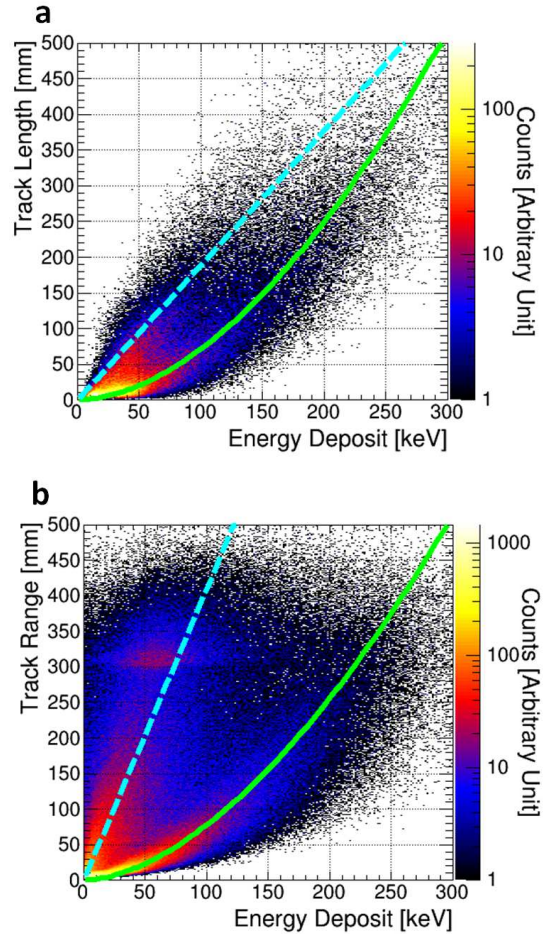 a
500
450
400
350
300
250
200
150
100
50
0
Track Length [mm]
0 50 100 150 200 250 300
Energy Deposit [keV]
100
10
1
Counts [Arbitrary Unit]
b
500
450
400
350
300
250
200
150
100
50
0
Track Range [mm]
0 50 100 150 200 250 300
Energy Deposit [keV]
1000
1000
10
1
Counts [Arbitrary Unit]